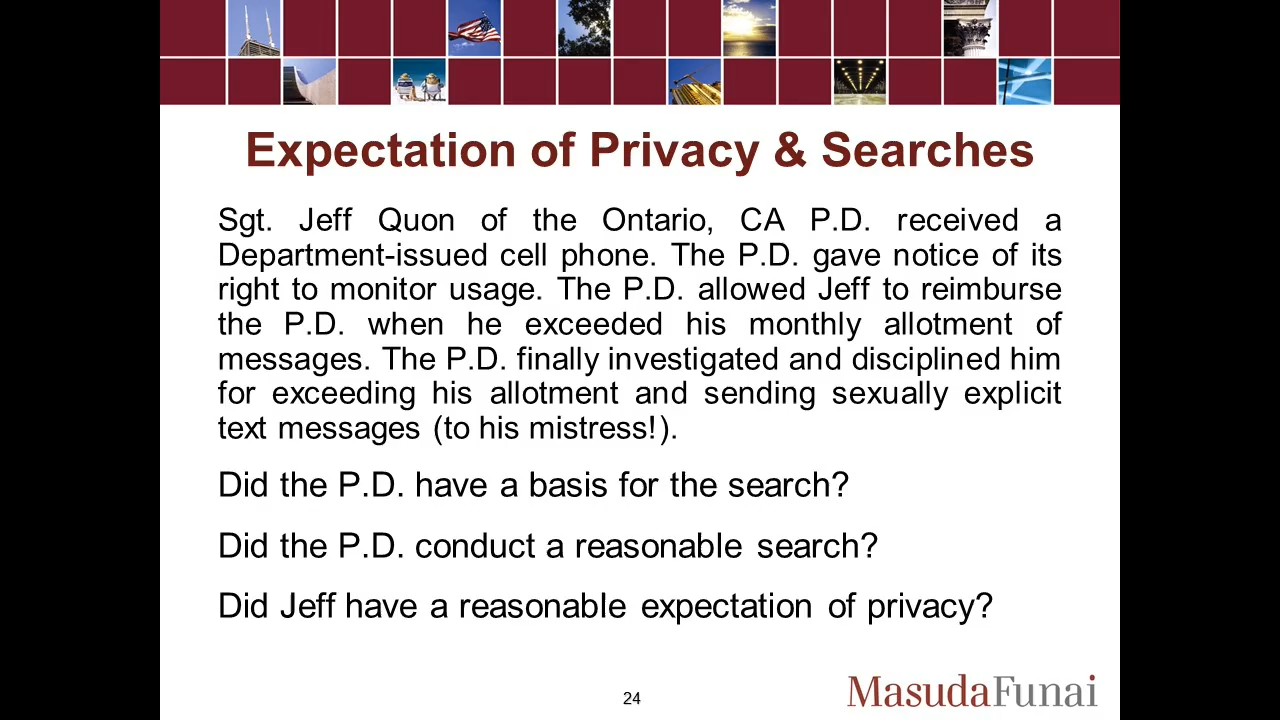 Expectation of Privacy & Searches
Sgt. Jeff Quon of the Ontario, CA P.D. received a
Department-issued cell phone. The P.D. gave notice of its
right to monitor usage. The P.D. allowed Jeff to reimburse
the P.D. when he exceeded his monthly allotment of
messages. The P.D. finally investigated and disciplined him
for exceeding his allotment and sending sexually explicit
text messages (to his mistress!).
Did the P.D. have a basis for the search?
Did the P.D. conduct a reasonable search?
Did Jeff have a reasonable expectation of privacy?
24
MasudaFunai